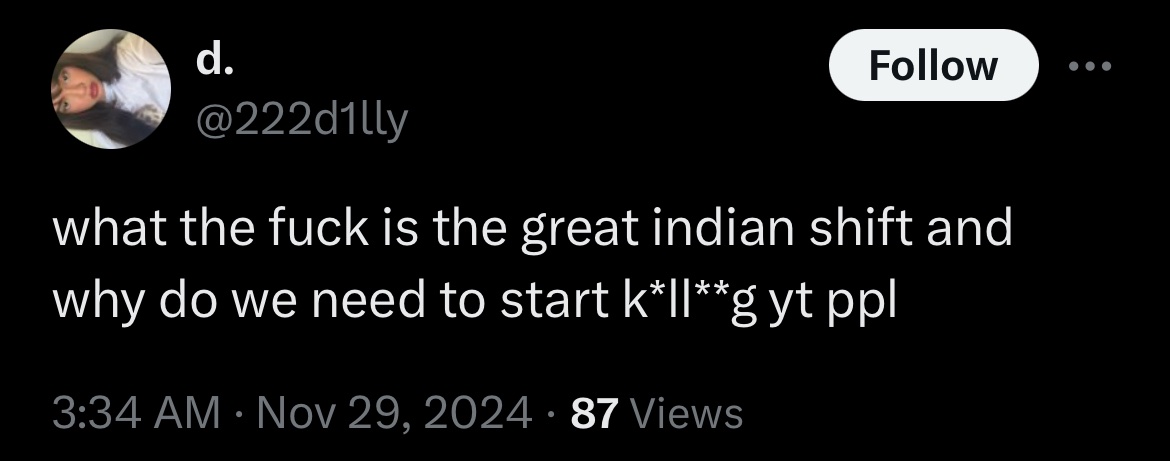 d.
Follow
@222d1lly
what the fuck is the great indian shift and
why do we need to start k*ll**g yt ppl
3:34 AM · Nov 29, 2024 · 87 Views